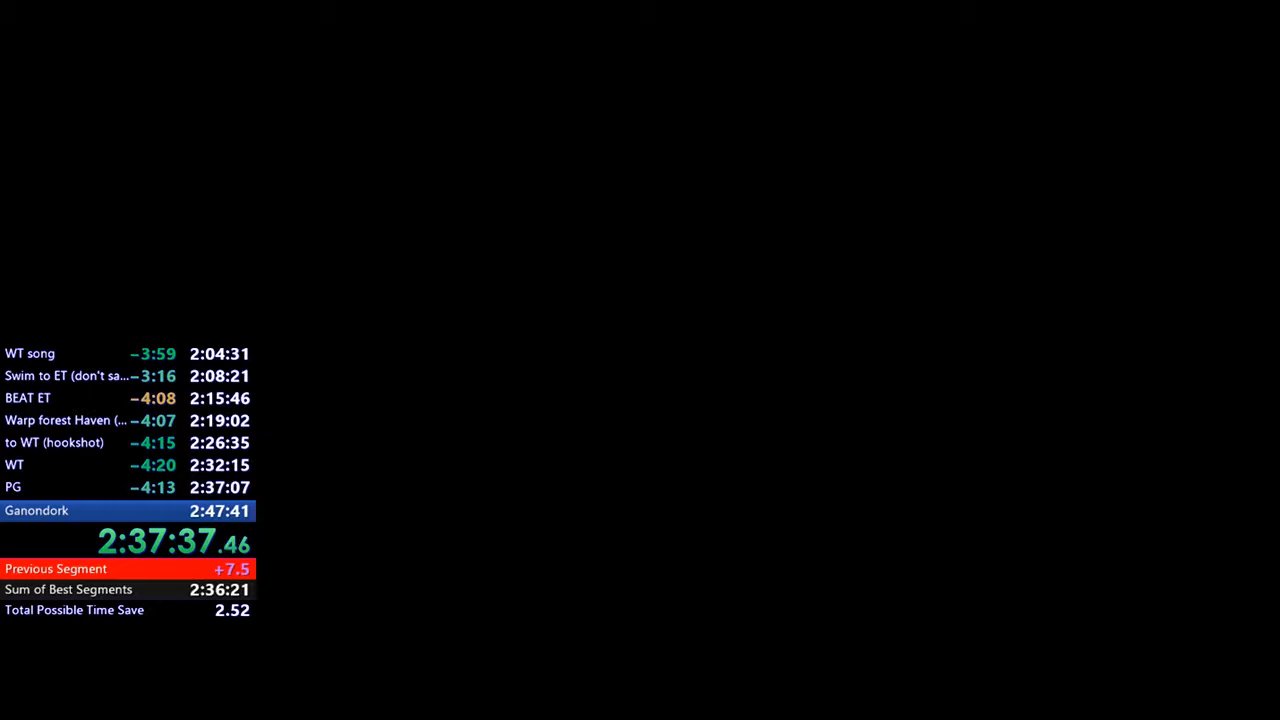 WT song −3:59 2:04:31
Swim to ET (don't sa... −3:16 2:08:21
BEAT ET −4:08 2:15:46
Warp forest Haven (... −4:07 2:19:02
to WT (hookshot) −4:15 2:26:35
WT −4:20 2:32:15
PG −4:13 2:37:07
Ganondork 2:47:41
2:37:37.46
Previous Segment +7.5
Sum of Best Segments 2:36:21
Total Possible Time Save 2.52